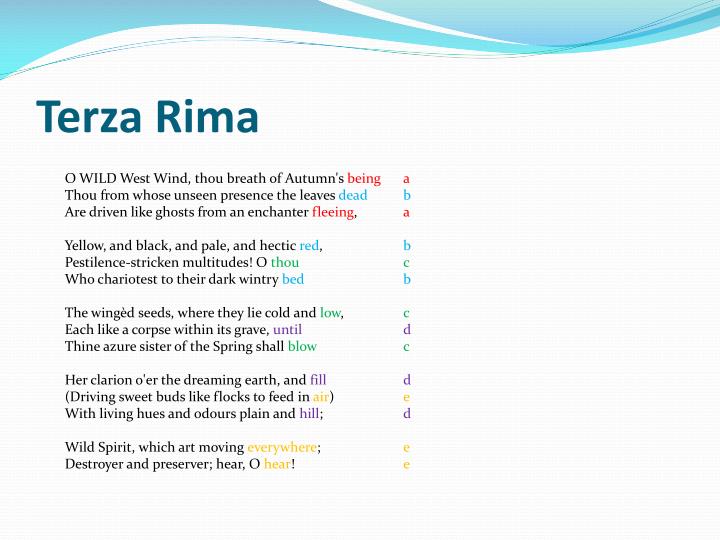 Terza Rima
O WILD West Wind, thou breath of Autumn's being a
Thou from whose unseen presence the leaves dead b
Are driven like ghosts from an enchanter fleeing, a
Yellow, and black, and pale, and hectic red, b
Pestilence-stricken multitudes! O thou c
Who chariotest to their dark wintry bed b
The wingèd seeds, where they lie cold and low, c
Each like a corpse within its grave, until d
Thine azure sister of the Spring shall blow c
Her clarion o'er the dreaming earth, and fill d
(Driving sweet buds like flocks to feed in air) e
With living hues and odours plain and hill; d
Wild Spirit, which art moving everywhere; e
Destroyer and preserver; hear, O hear! e